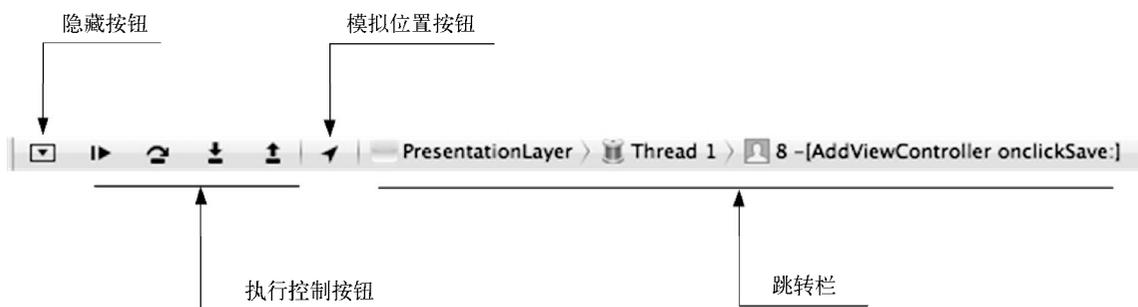 隐藏按钮
模拟位置按钮
PresentationLayer
Thread 1
8 -[AddViewController onclickSave:]
执行控制按钮
跳转栏